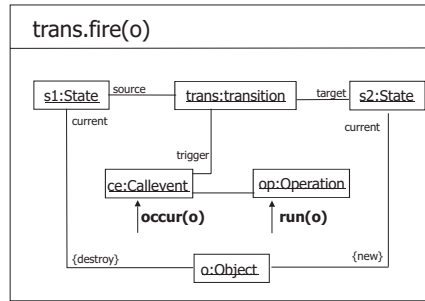 trans.fire(o)
s1:State
source
trans:transition
target
s2:State
current
current
trigger
ce:Callevent
op:Operation
occur(o)
run(o)
{destroy}
o:Object
{new}